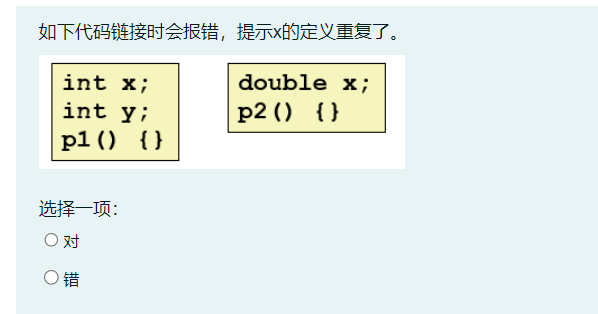 如下代码链接时会报错，提示x的定义重复了。
int x;
int y;
p1() {}
double x;
p2() {}
选择一项：
对
错